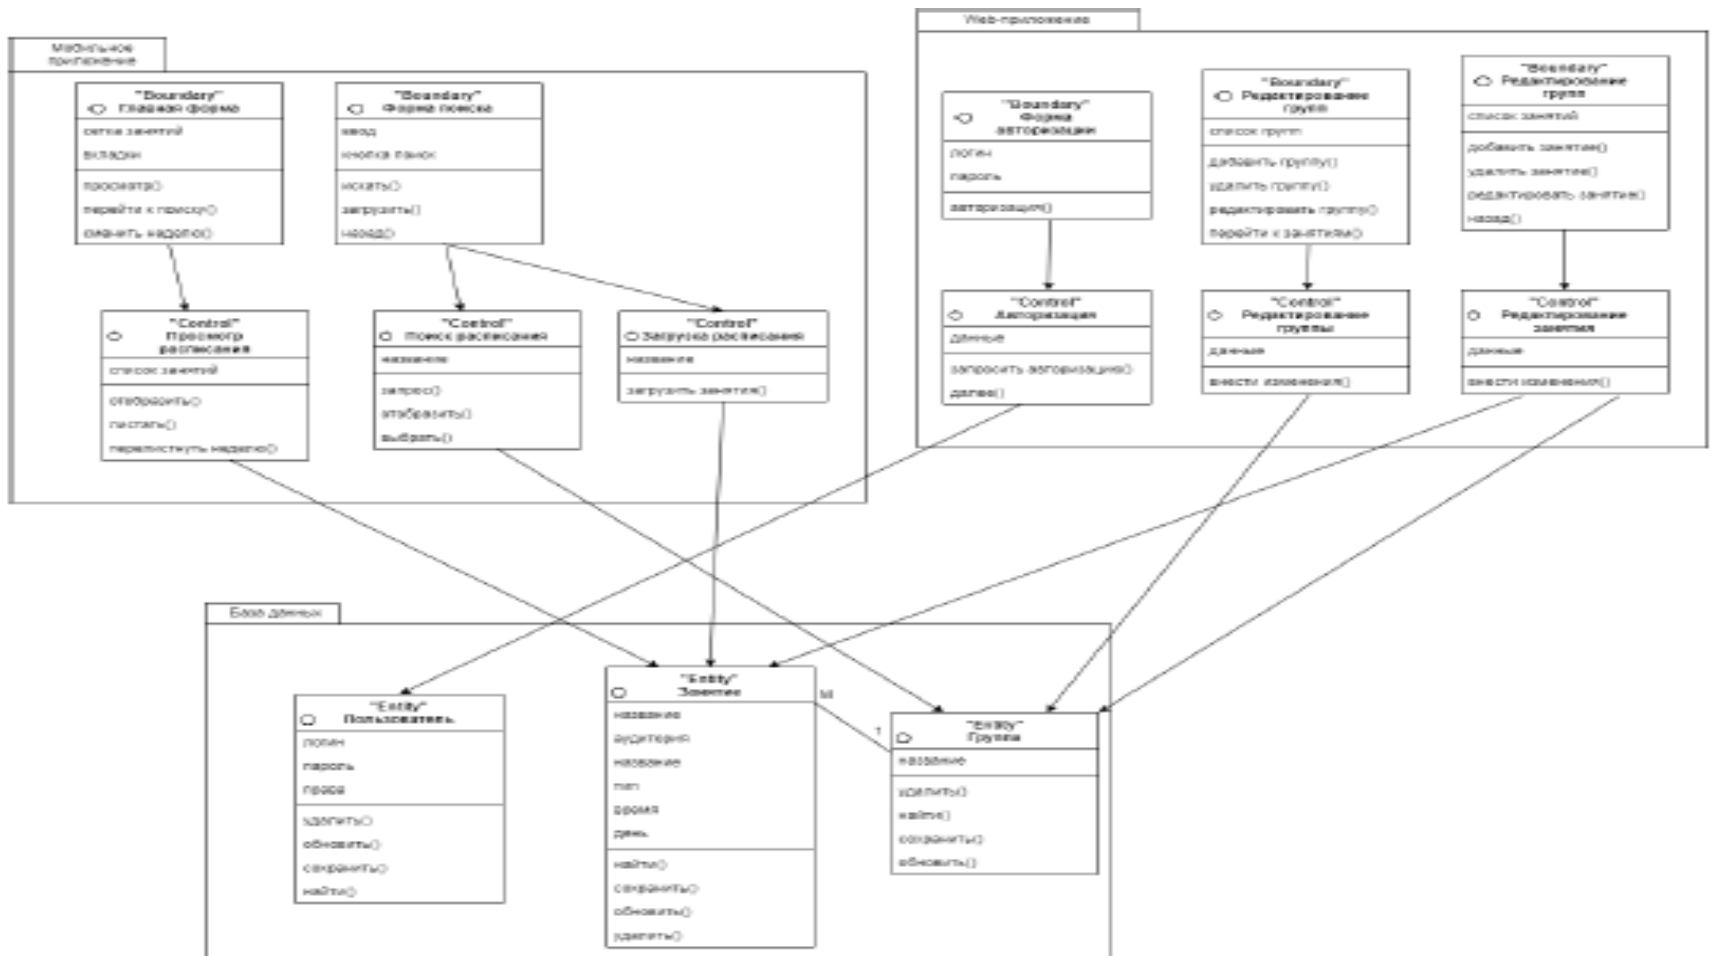 Мобильное
приложение
"Boundary"
Главная форма
сетка занятий
вкладки
просмотр()
перейти к поиску()
сменить неделю()
"Boundary"
Форма поиска
ввод
кнопка поиск
искать()
загрузить()
назад()
"Control"
Просмотр
расписания
список занятий
отобразить()
листать()
перелистнуть неделю()
"Control"
Поиск расписания
название
запрос()
отобразить()
выбрать()
"Control"
Загрузка расписания
название
загрузить занятия()
Web-приложение
"Boundary"
Форма
авторизации
логин
пароль
авторизация()
"Boundary"
Редактирование
групп
список групп
добавить группу()
удалить группу()
редактировать группу()
перейти к занятиям()
"Boundary"
Редактирование
групп
список занятий
добавить занятие()
удалить занятие()
редактировать занятие()
назад()
"Control"
Авторизация
данные
запросить авторизацию()
далее()
"Control"
Редактирование
группы
данные
внести изменения()
"Control"
Редактирование
занятия
данные
внести изменения()
База данных
"Entity"
Пользователь
логин
пароль
права
удалить()
обновить()
сохранить()
найти()
"Entity"
Занятие
название
аудитория
название
тип
время
день
найти()
сохранить()
обновить()
удалить()
M
1
"Entity"
Группа
название
удалить()
найти()
сохранить()
обновить()